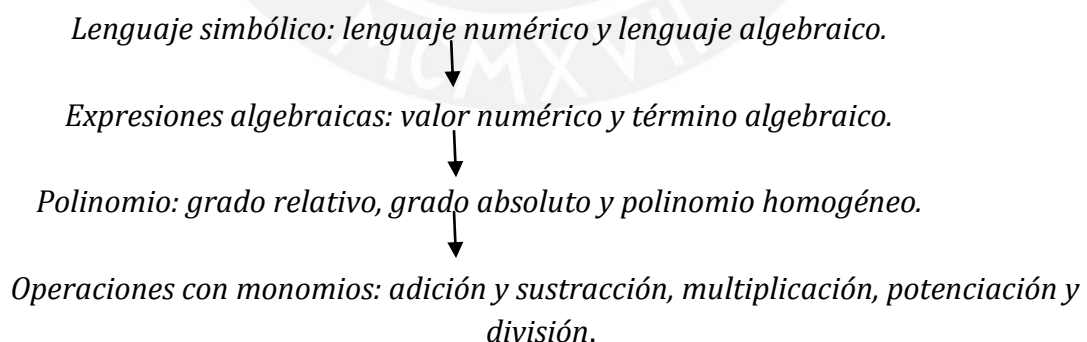 MCMXVII
Lenguaje simbólico: lenguaje numérico y lenguaje algebraico.
Expresiones algebraicas: valor numérico y término algebraico.
Polinomio: grado relativo, grado absoluto y polinomio homogéneo.
Operaciones con monomios: adición y sustracción, multiplicación, potenciación y
división.